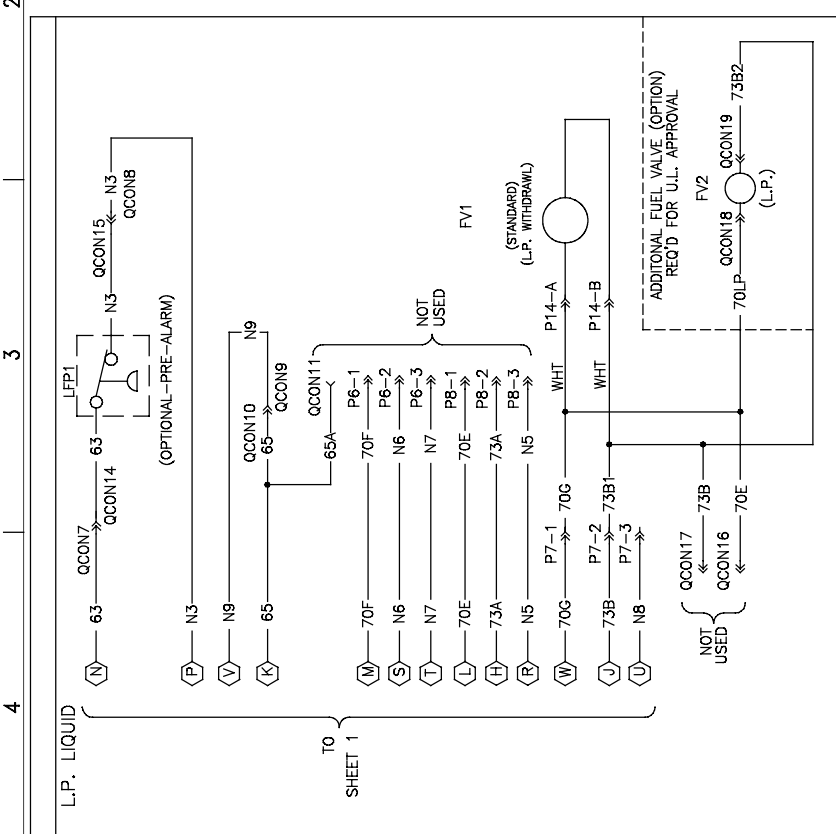 2
3
4
L.P. LIQUID
TO
SHEET 1
N
63
QCON7
QCON14
63
LFP1
(OPTIONAL-PRE-ALARM)
N3
QCON15
N3
QCON8
P
N3
V
N9
N9
K
65
QCON10
65
QCON9
65A
QCON11
NOT
USED
M
70F
70F
P6-1
S
N6
N6
P6-2
T
N7
N7
P6-3
L
70E
70E
P8-1
H
73A
73A
P8-2
R
N5
N5
P8-3
W
70G
P7-1
70G
WHT
P14-A
FV1
(STANDARD)
(L.P. WITHDRAWL)
J
73B
P7-2
73B1
WHT
P14-B
U
N8
P7-3
NOT
USED
QCON17
73B
QCON16
70E
ADDITONAL FUEL VALVE (OPTION)
REQ'D FOR U.L. APPROVAL
70LP
QCON18
FV2
(L.P.)
QCON19
73B2